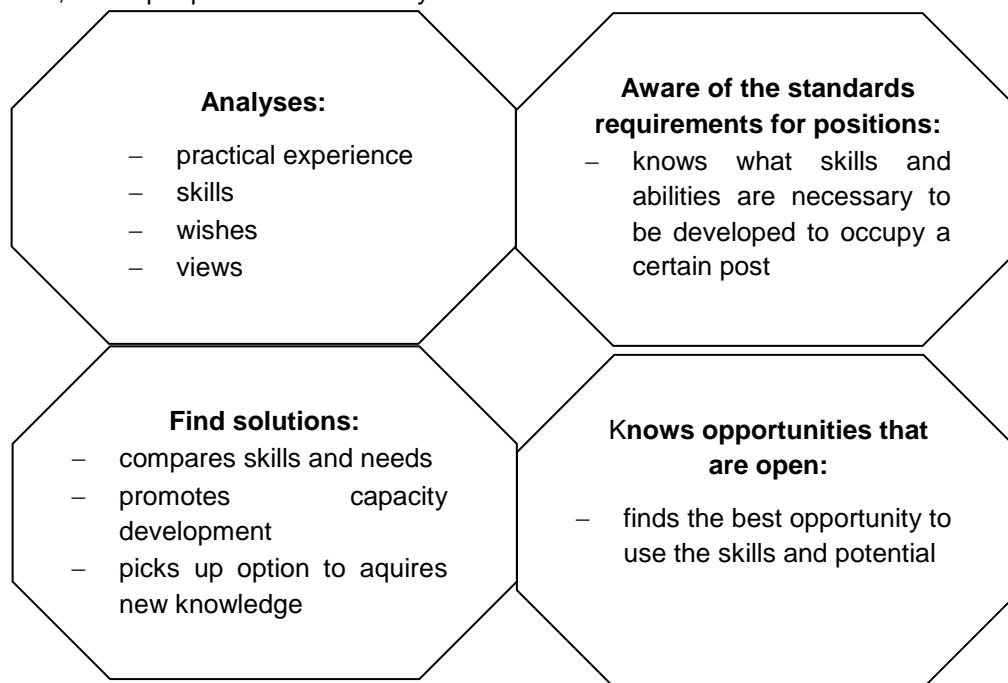 Analyses:
– practical experience
– skills
– wishes
– views
Aware of the standards
requirements for positions:
– knows what skills and
abilities are necessary to
be developed to occupy a
certain post
Find solutions:
– compares skills and needs
– promotes capacity
development
– picks up option to aquires
new knowledge
Knows opportunities that
are open:
– finds the best opportunity to
use the skills and potential